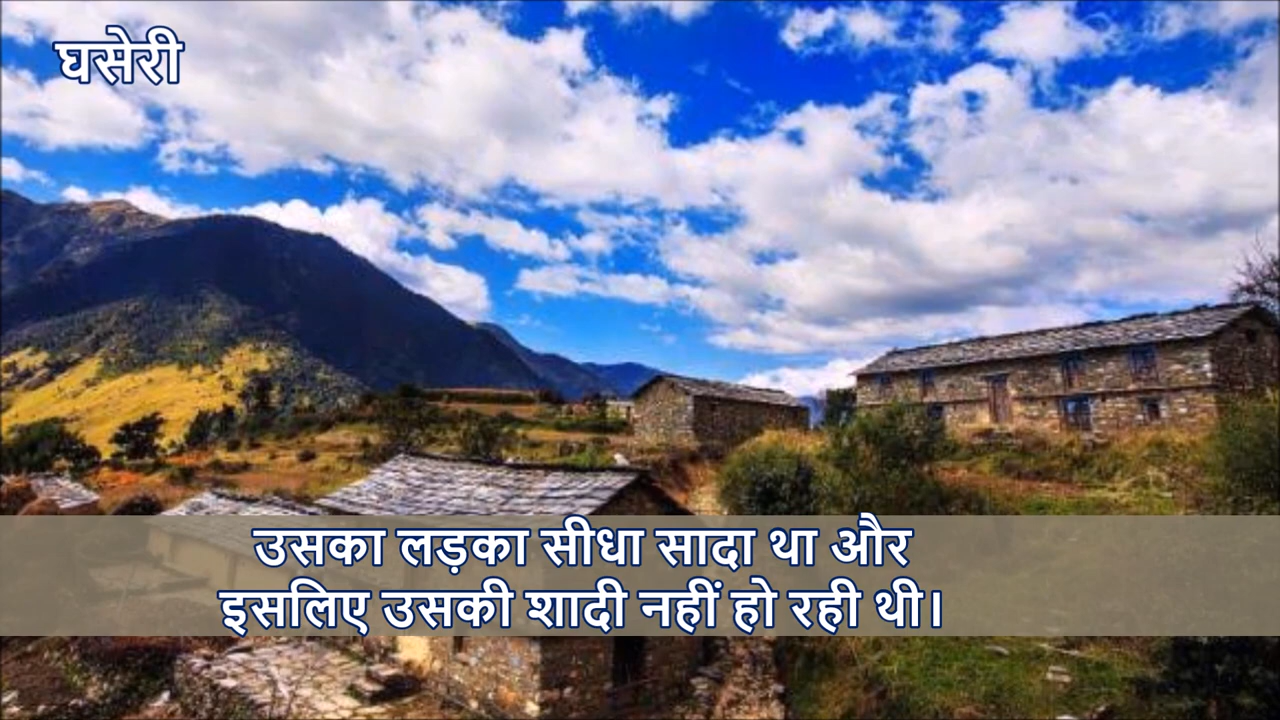 घसेरी
उसका लड़का सीधा सादा था और
इसलिए उसकी शादी नहीं हो रही थी।